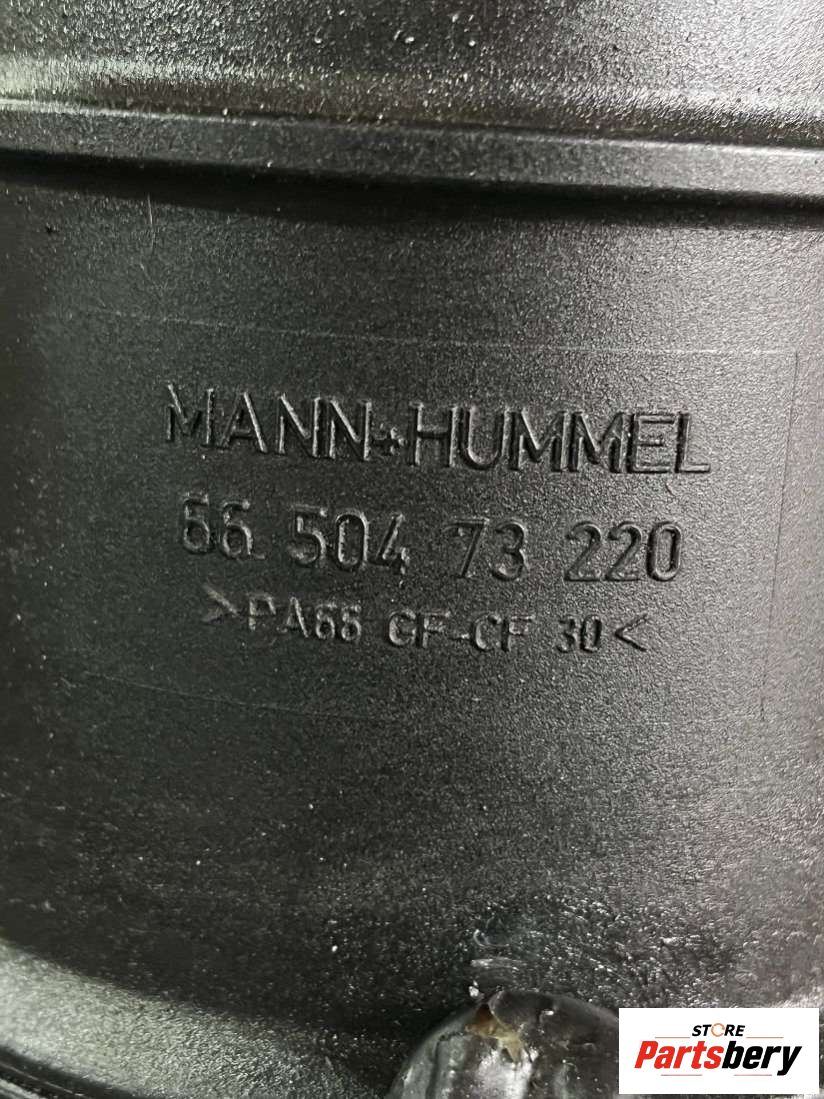 MANN+HUMMEL
66 504 73 220
>PA66 GF-CF 30<
STORE
Partsbery